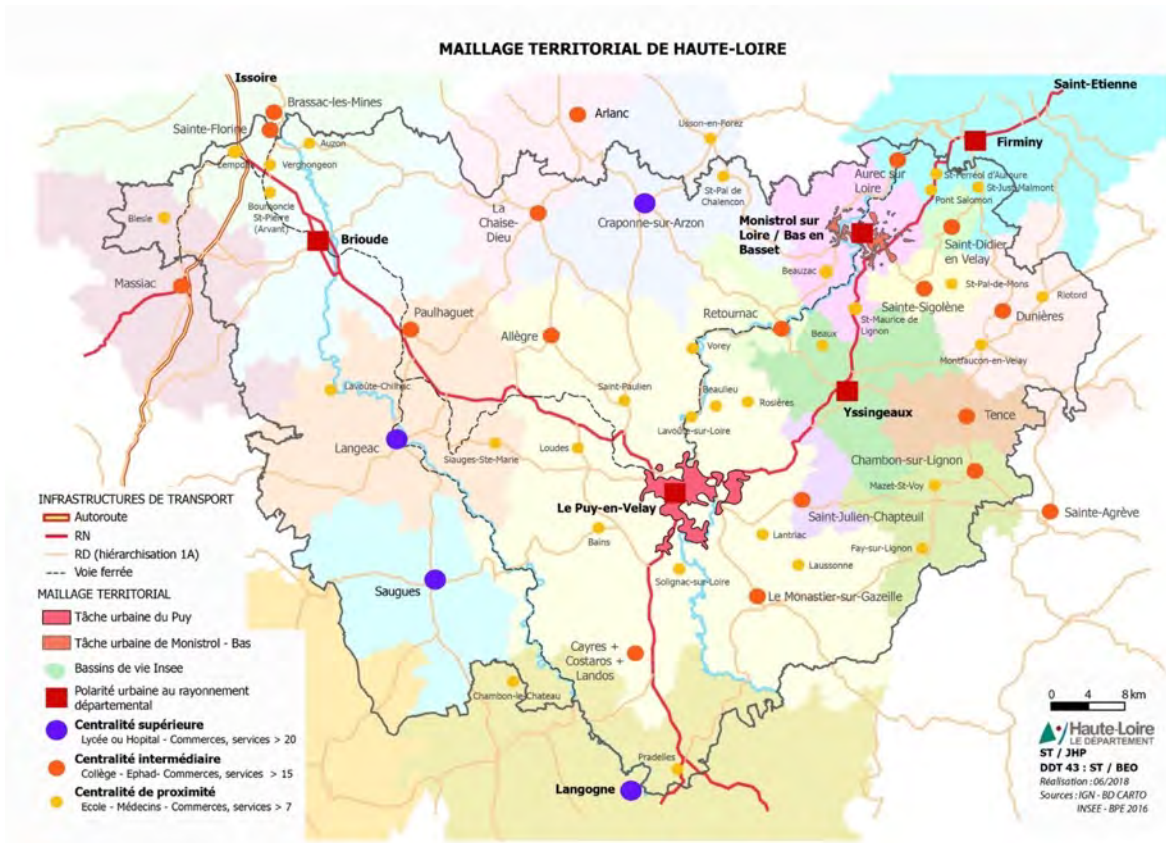 MAILLAGE TERRITORIAL DE HAUTE-LOIRE
Issoire
Saint-Etienne
Brassac-les-Mines
Arlanc
Sainte-Florine
Usson-en-Forez
Firminy
Auzon
Lempdes
Verghongeon
Aurec sur
Loire
St-Ferréol d'Auroure
St-Just-Malmont
Pont Salomon
St-Pal de
Chalencon
Bournoncle
St-Pierre
(Arvant)
Blesle
La
Chaise-
Dieu
Craponne-sur-Arzon
Monistrol sur
Loire / Bas en
Basset
Brioude
Saint-Didier
en Velay
Beauzac
St-Pal-de-Mons
Massiac
Sainte-Sigolène
Riotord
Paulhaguet
Retournac
St-Maurice de
Lignon
Dunières
Allègre
Beaux
Vorey
Montfaucon-en-Velay
Lavoûte-Chilhac
Saint-Paulien
Beaulieu
Rosières
Yssingeaux
Tence
Lavoûte-sur-Loire
Langeac
Siauges-Ste-Marie
Loudes
Chambon-sur-Lignon
Mazet-St-Voy
Le Puy-en-Velay
Saint-Julien-Chapteuil
Sainte-Agrève
Bains
Lantriac
Fay-sur-Lignon
Laussonne
Solignac-sur-Loire
Saugues
Le Monastier-sur-Gazeille
Cayres +
Costaros +
Landos
Chambon-le-Chateau
Pradelles
Langogne
INFRASTRUCTURES DE TRANSPORT
Autoroute
RN
RD (hiérarchisation 1A)
Voie ferrée
MAILLAGE TERRITORIAL
Tâche urbaine du Puy
Tâche urbaine de Monistrol - Bas
Bassins de vie Insee
Polarité urbaine au rayonnement
départemental
Centralité supérieure
Lycée ou Hopital - Commerces, services > 20
Centralité intermédiaire
Collège - Ephad- Commerces, services > 15
Centralité de proximité
Ecole - Médecins - Commerces, services > 7
0 4 8 km
Haute-Loire
LE DÉPARTEMENT
ST / JHP
DDT 43 : ST / BEO
Réalisation : 06/2018
Sources : IGN - BD CARTO
INSEE - BPE 2016